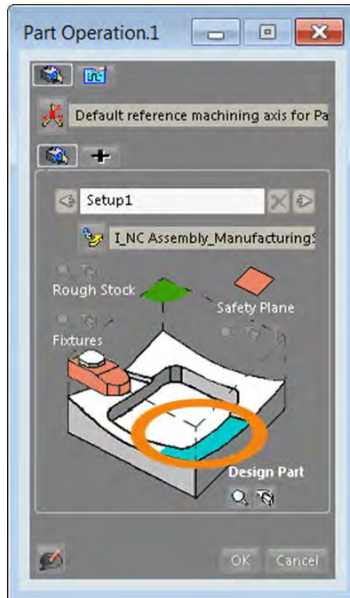 Part Operation.1
Default reference machining axis for Pa
Setup1
I_NC Assembly_ManufacturingS
Rough Stock
Safety Plane
Fixtures
Design Part
OK Cancel